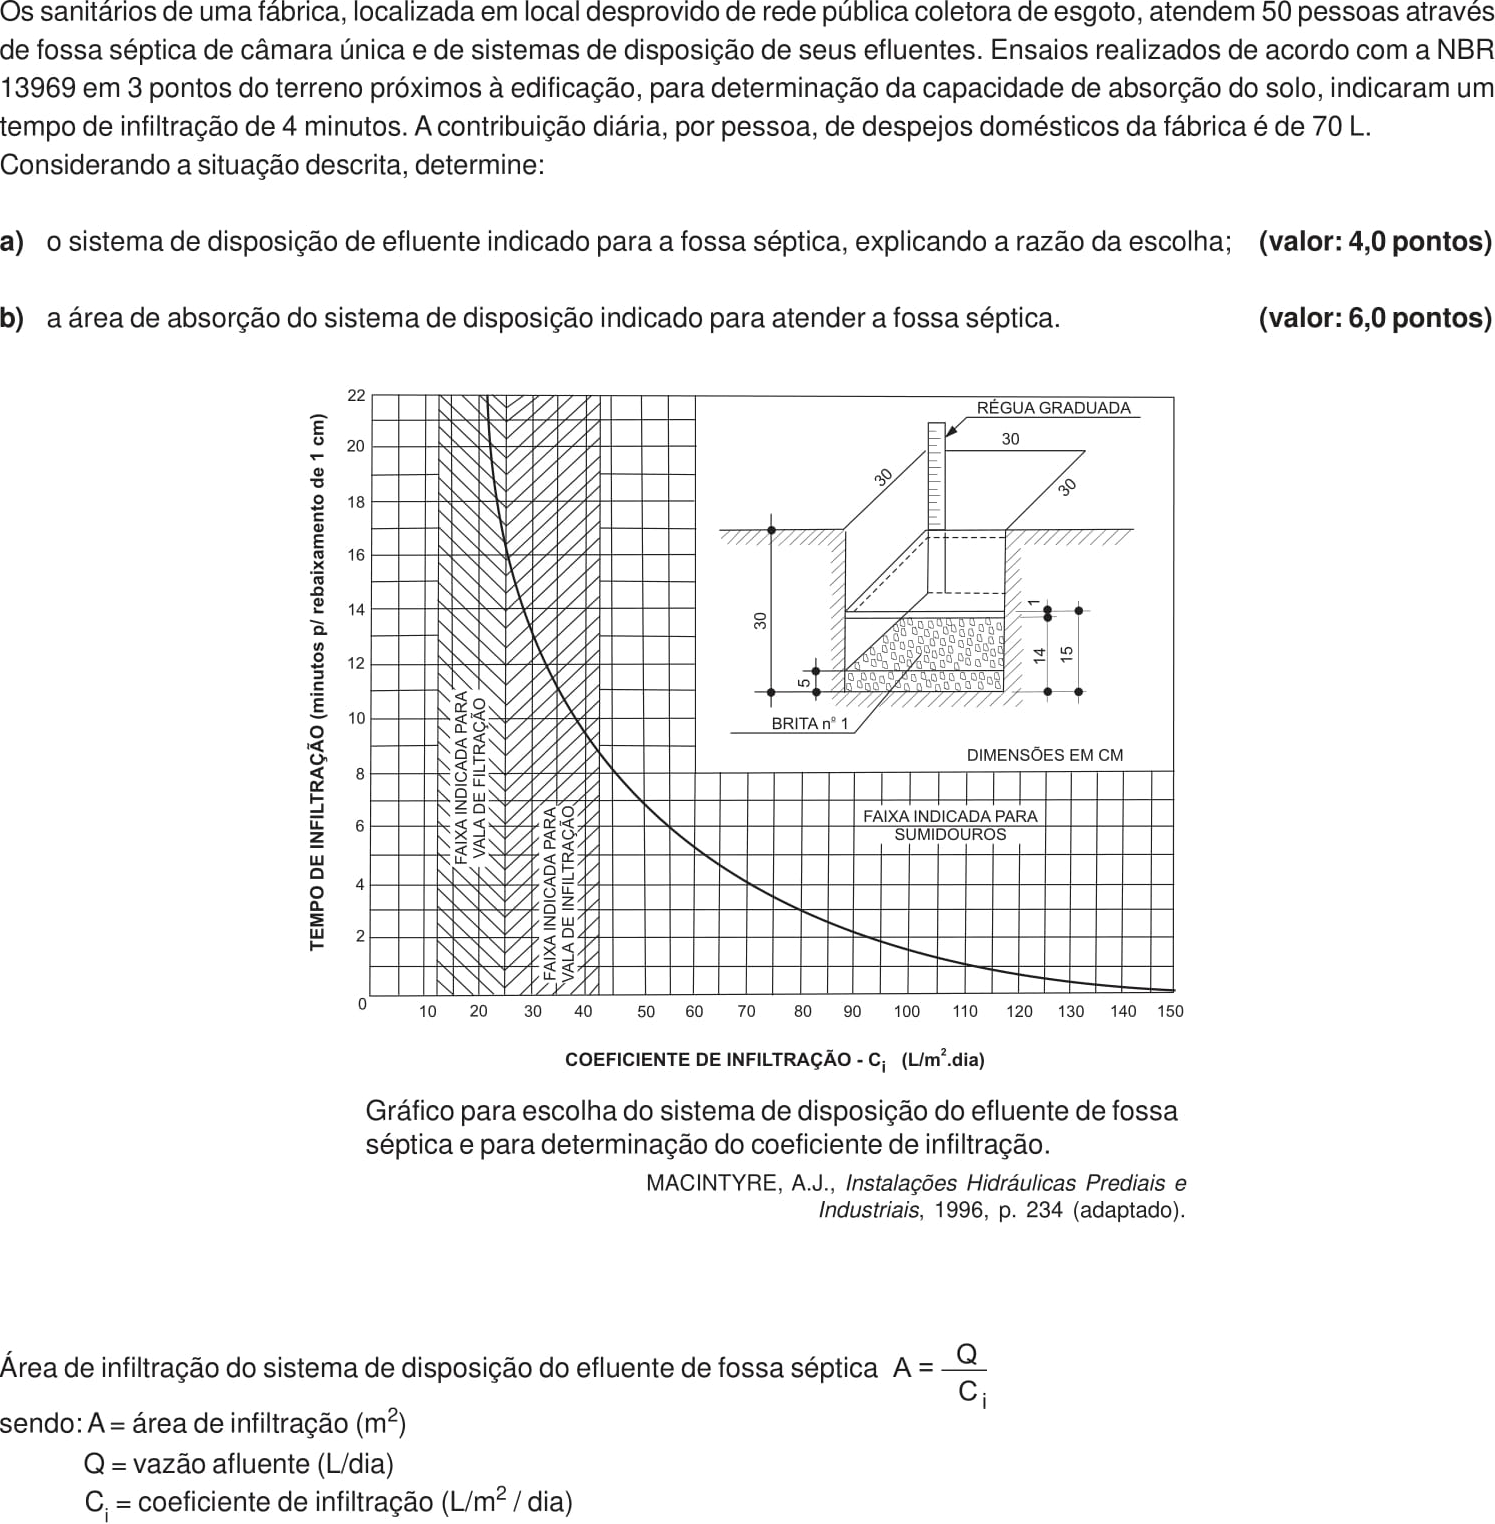 Os sanitários de uma fábrica, localizada em local desprovido de rede pública coletora de esgoto, atendem 50 pessoas através
de fossa séptica de câmara única e de sistemas de disposição de seus efluentes. Ensaios realizados de acordo com a NBR
13969 em 3 pontos do terreno próximos à edificação, para determinação da capacidade de absorção do solo, indicaram um
tempo de infiltração de 4 minutos. A contribuição diária, por pessoa, de despejos domésticos da fábrica é de 70 L.
Considerando a situação descrita, determine:
a) o sistema de disposição de efluente indicado para a fossa séptica, explicando a razão da escolha; (valor: 4,0 pontos)
b) a área de absorção do sistema de disposição indicado para atender a fossa séptica. (valor: 6,0 pontos)
TEMPO DE INFILTRAÇÃO (minutos p/ rebaixamento de 1 cm)
22
20
18
16
14
12
10
8
6
4
2
0
FAIXA INDICADA PARA
VALA DE FILTRAÇÃO
FAIXA INDICADA PARA
VALA DE INFILTRAÇÃO
RÉGUA GRADUADA
30
30
30
30
5
1
14
15
BRITA nº 1
DIMENSÕES EM CM
FAIXA INDICADA PARA
SUMIDOUROS
10 20 30 40 50 60 70 80 90 100 110 120 130 140 150
COEFICIENTE DE INFILTRAÇÃO - Ci (L/m².dia)
Gráfico para escolha do sistema de disposição do efluente de fossa
séptica e para determinação do coeficiente de infiltração.
MACINTYRE, A.J., Instalações Hidráulicas Prediais e
Industriais, 1996, p. 234 (adaptado).
Área de infiltração do sistema de disposição do efluente de fossa séptica A = Q / Ci
sendo: A = área de infiltração (m²)
Q = vazão afluente (L/dia)
Ci = coeficiente de infiltração (L/m² / dia)